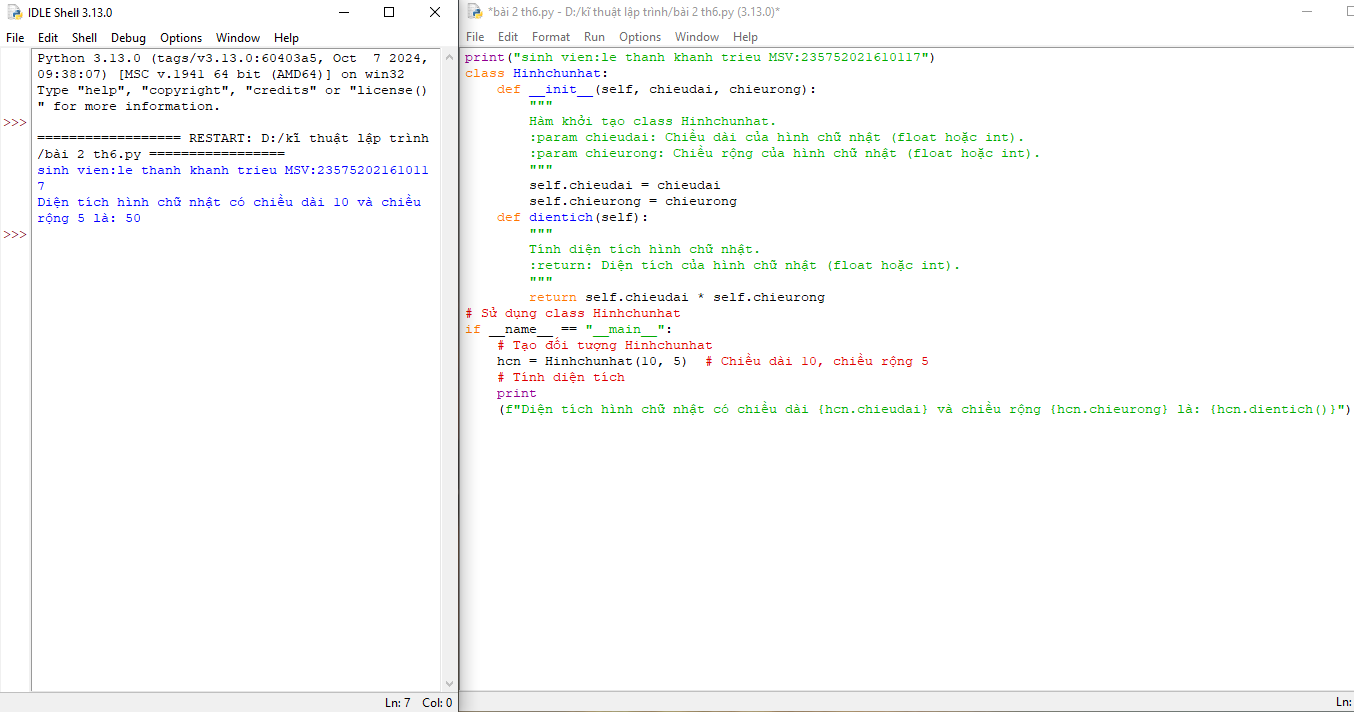 IDLE Shell 3.13.0
File Edit Shell Debug Options Window Help
Python 3.13.0 (tags/v3.13.0:60403a5, Oct  7 2024,
09:38:07) [MSC v.1941 64 bit (AMD64)] on win32
Type "help", "copyright", "credits" or "license()
" for more information.
>>>
================== RESTART: D:/kĩ thuật lập trình
/bài 2 th6.py =================
sinh vien:le thanh khanh trieu MSV:23575202161011
7
Diện tích hình chữ nhật có chiều dài 10 và chiều
rộng 5 là: 50
>>>
Ln: 7 Col: 0
*bài 2 th6.py - D:/kĩ thuật lập trình/bài 2 th6.py (3.13.0)*
File Edit Format Run Options Window Help
print("sinh vien:le thanh khanh trieu MSV:235752021610117")
class Hinhchunhat:
    def __init__(self, chieudai, chieurong):
        """
        Hàm khởi tạo class Hinhchunhat.
        :param chieudai: Chiều dài của hình chữ nhật (float hoặc int).
        :param chieurong: Chiều rộng của hình chữ nhật (float hoặc int).
        """
        self.chieudai = chieudai
        self.chieurong = chieurong
    def dientich(self):
        """
        Tính diện tích hình chữ nhật.
        :return: Diện tích của hình chữ nhật (float hoặc int).
        """
        return self.chieudai * self.chieurong
# Sử dụng class Hinhchunhat
if __name__ == "__main__":
    # Tạo đối tượng Hinhchunhat
    hcn = Hinhchunhat(10, 5)  # Chiều dài 10, chiều rộng 5
    # Tính diện tích
    print
    (f"Diện tích hình chữ nhật có chiều dài {hcn.chieudai} và chiều rộng {hcn.chieurong} là: {hcn.dientich()}")
Ln: